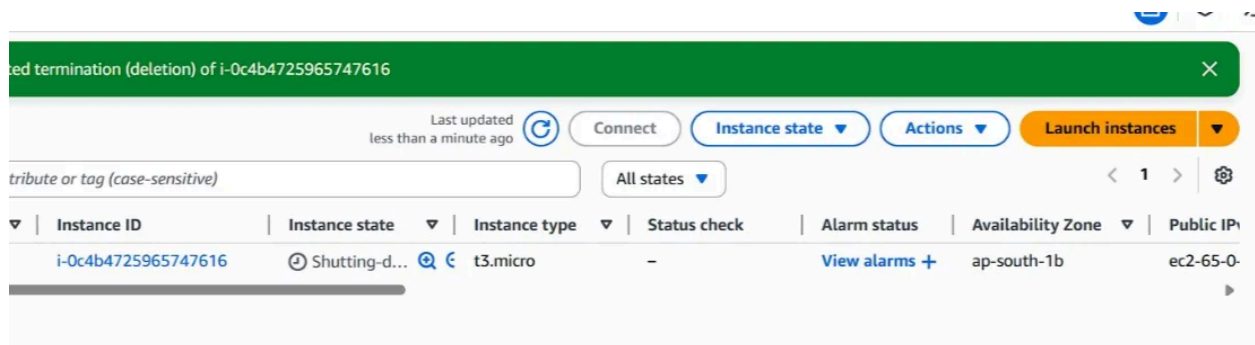 ted termination (deletion) of i-0c4b4725965747616
Last updated
less than a minute ago
Connect
Instance state
Actions
Launch instances
tribute or tag (case-sensitive)
All states
1
Instance ID Instance state Instance type Status check Alarm status Availability Zone Public IPv
i-0c4b4725965747616 Shutting-d... t3.micro – View alarms + ap-south-1b ec2-65-0-